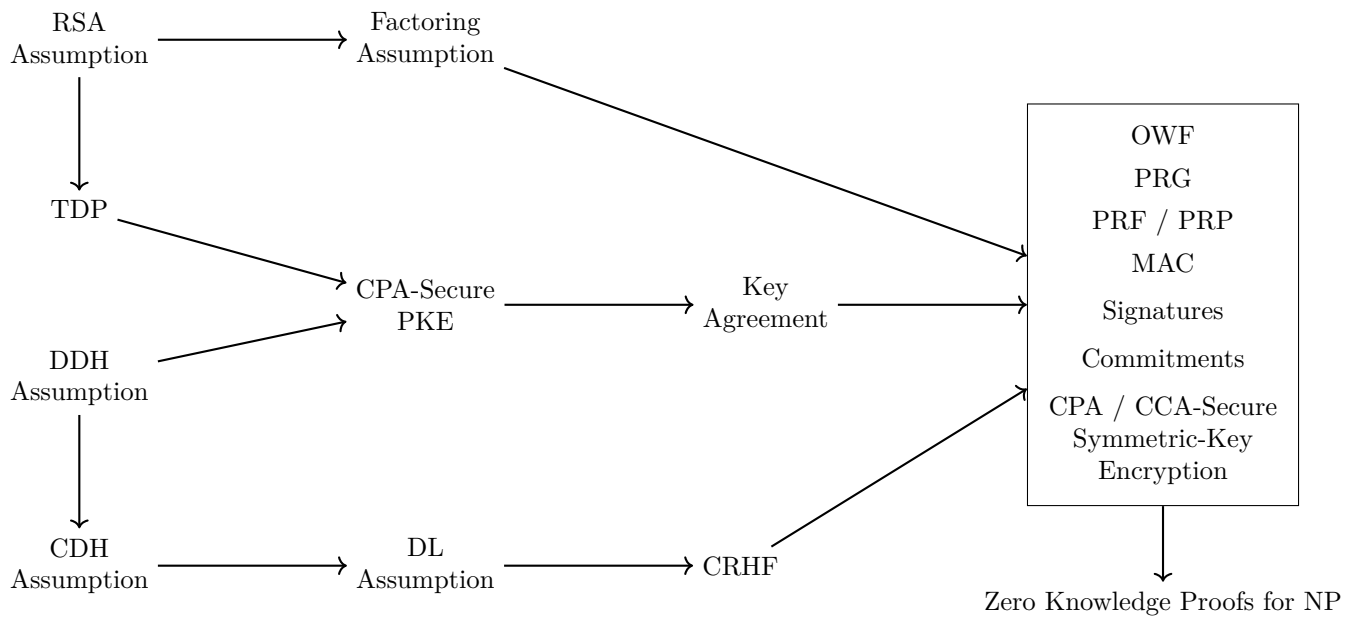 RSA
Assumption
Factoring
Assumption
TDP
CPA-Secure
PKE
Key
Agreement
DDH
Assumption
CDH
Assumption
DL
Assumption
CRHF
OWF
PRG
PRF / PRP
MAC
Signatures
Commitments
CPA / CCA-Secure
Symmetric-Key
Encryption
Zero Knowledge Proofs for NP